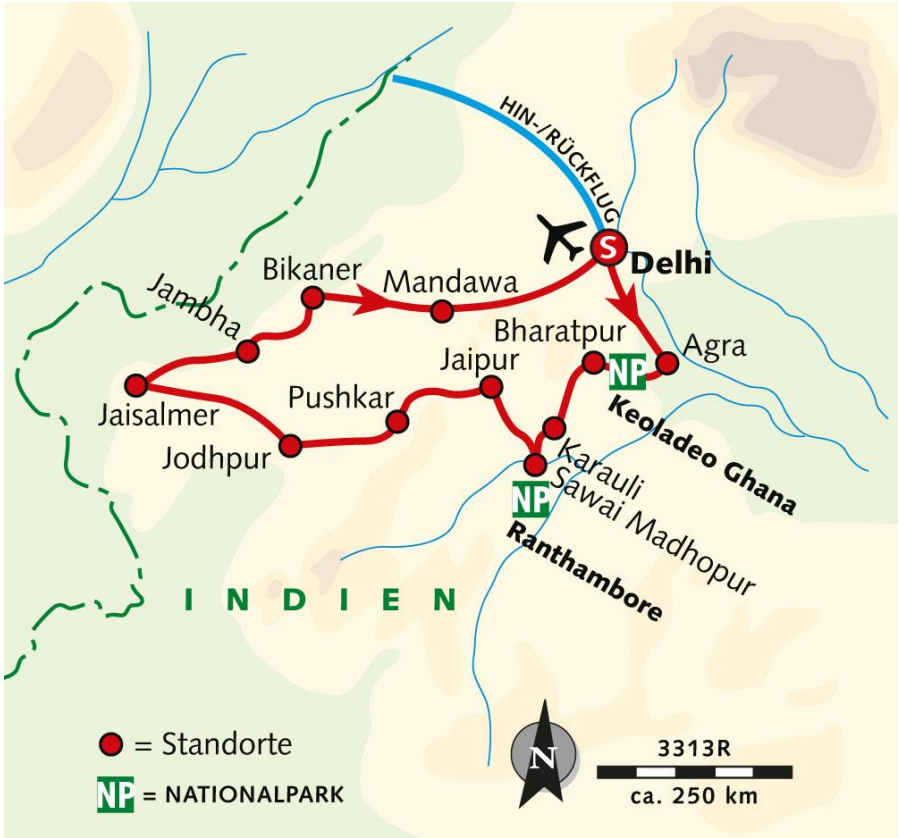 HIN-/RÜCKFLUG
S
Delhi
Bikaner
Mandawa
Jambha
Bharatpur
Agra
Jaipur
NP
Keoladeo Ghana
Jaisalmer
Pushkar
Jodhpur
Karauli
Sawai Madhopur
NP
Ranthambore
INDIEN
= Standorte
NP = NATIONALPARK
N
3313R
ca. 250 km